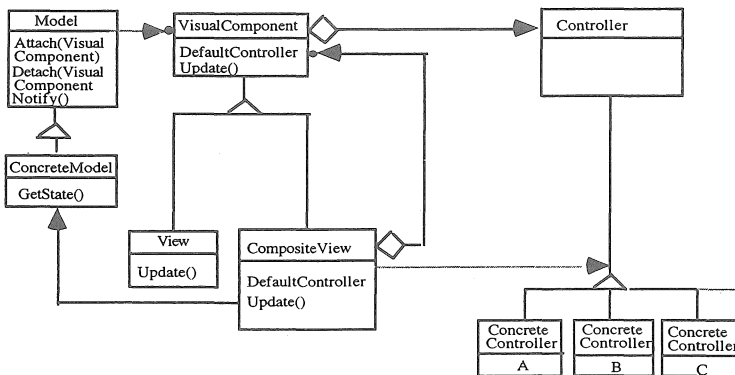 Model
Attach(Visual
Component)
Detach(Visual
Component
Notify()
VisualComponent
DefaultController
Update()
Controller
ConcreteModel
GetState()
View
Update()
CompositeView
DefaultController
Update()
Concrete
Controller
A
Concrete
Controller
B
Concrete
Controller
C